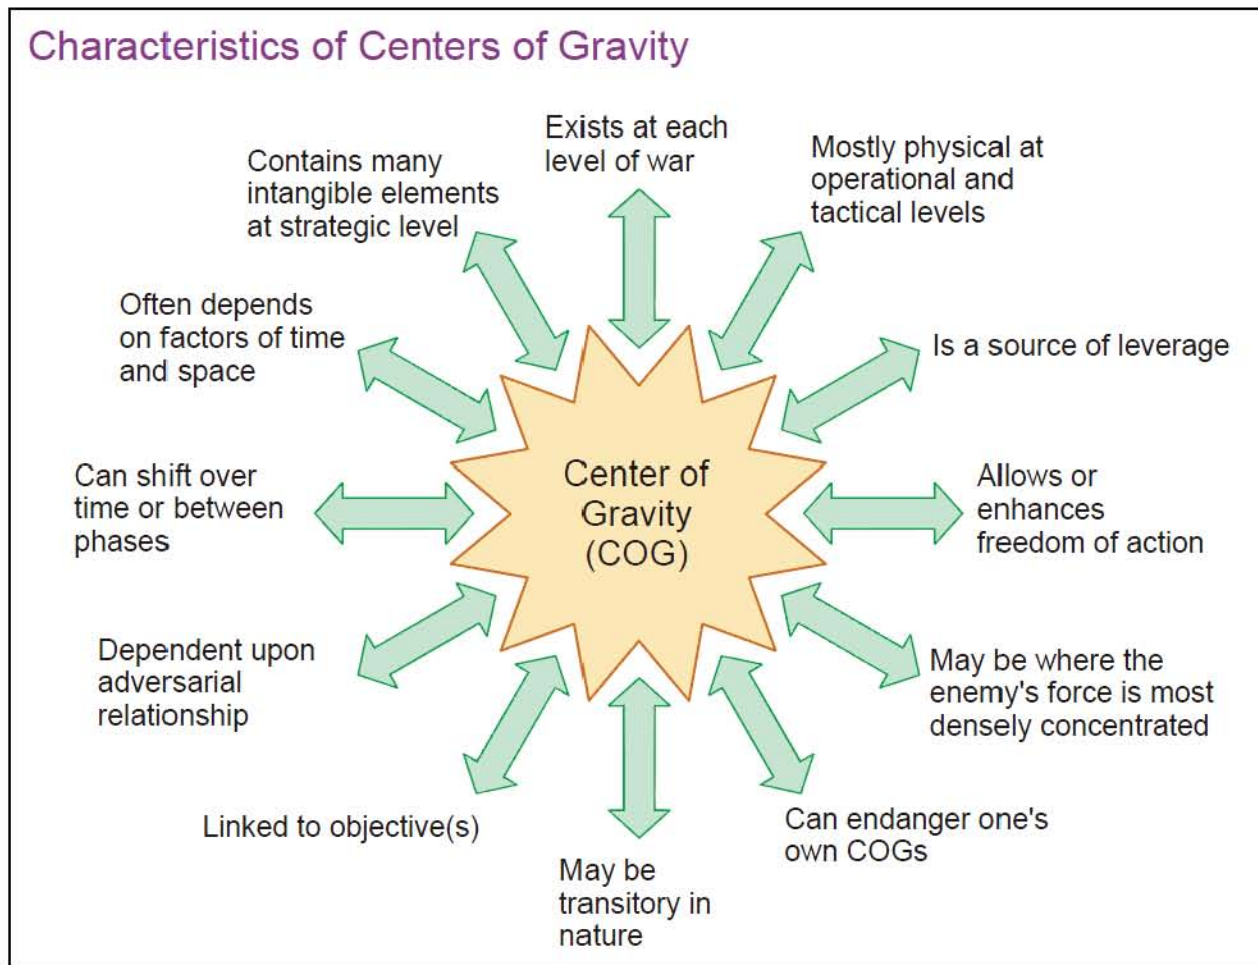 Characteristics of Centers of Gravity
Exists at each
level of war
Mostly physical at
operational and
tactical levels
Is a source of leverage
Allows or
enhances
freedom of action
May be where the
enemy's force is most
densely concentrated
Can endanger one's
own COGs
May be
transitory in
nature
Linked to objective(s)
Dependent upon
adversarial
relationship
Can shift over
time or between
phases
Often depends
on factors of time
and space
Contains many
intangible elements
at strategic level
Center of
Gravity
(COG)